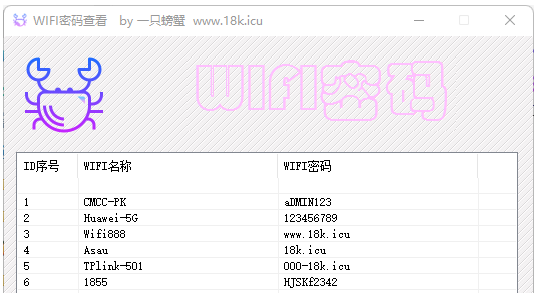 WIFI密码查看 by 一只螃蟹 www.18k.icu
WIFI密码
ID序号 WIFI名称 WIFI密码
1 CMCC-PK aDMIN123
2 Huawei-5G 123456789
3 Wifi888 www.18k.icu
4 Asau 18k.icu
5 TPlink-501 000-18k.icu
6 1855 HJSKf2342